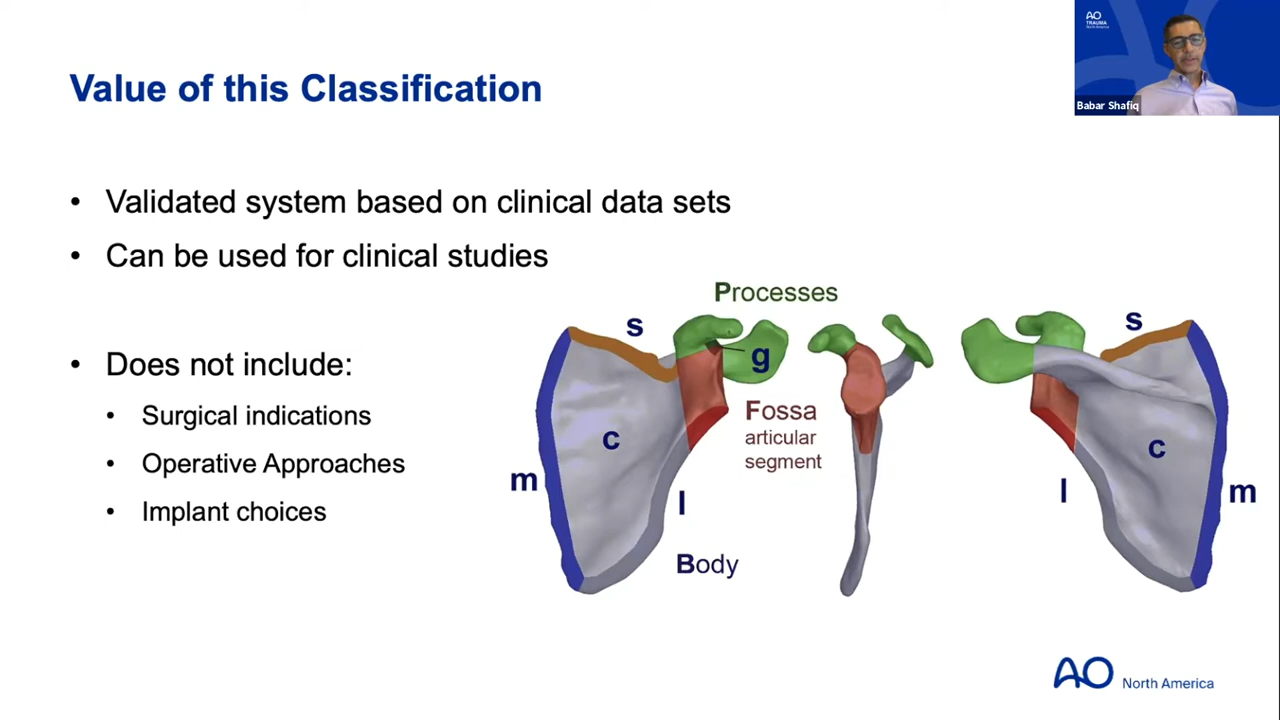 AO
TRAUMA
North America
Babar Shafiq
Value of this Classification
• Validated system based on clinical data sets
• Can be used for clinical studies
• Does not include:
• Surgical indications
• Operative Approaches
• Implant choices
Processes
s
g
Fossa
articular
segment
c
m
l
Body
s
c
l
m
AO
North America